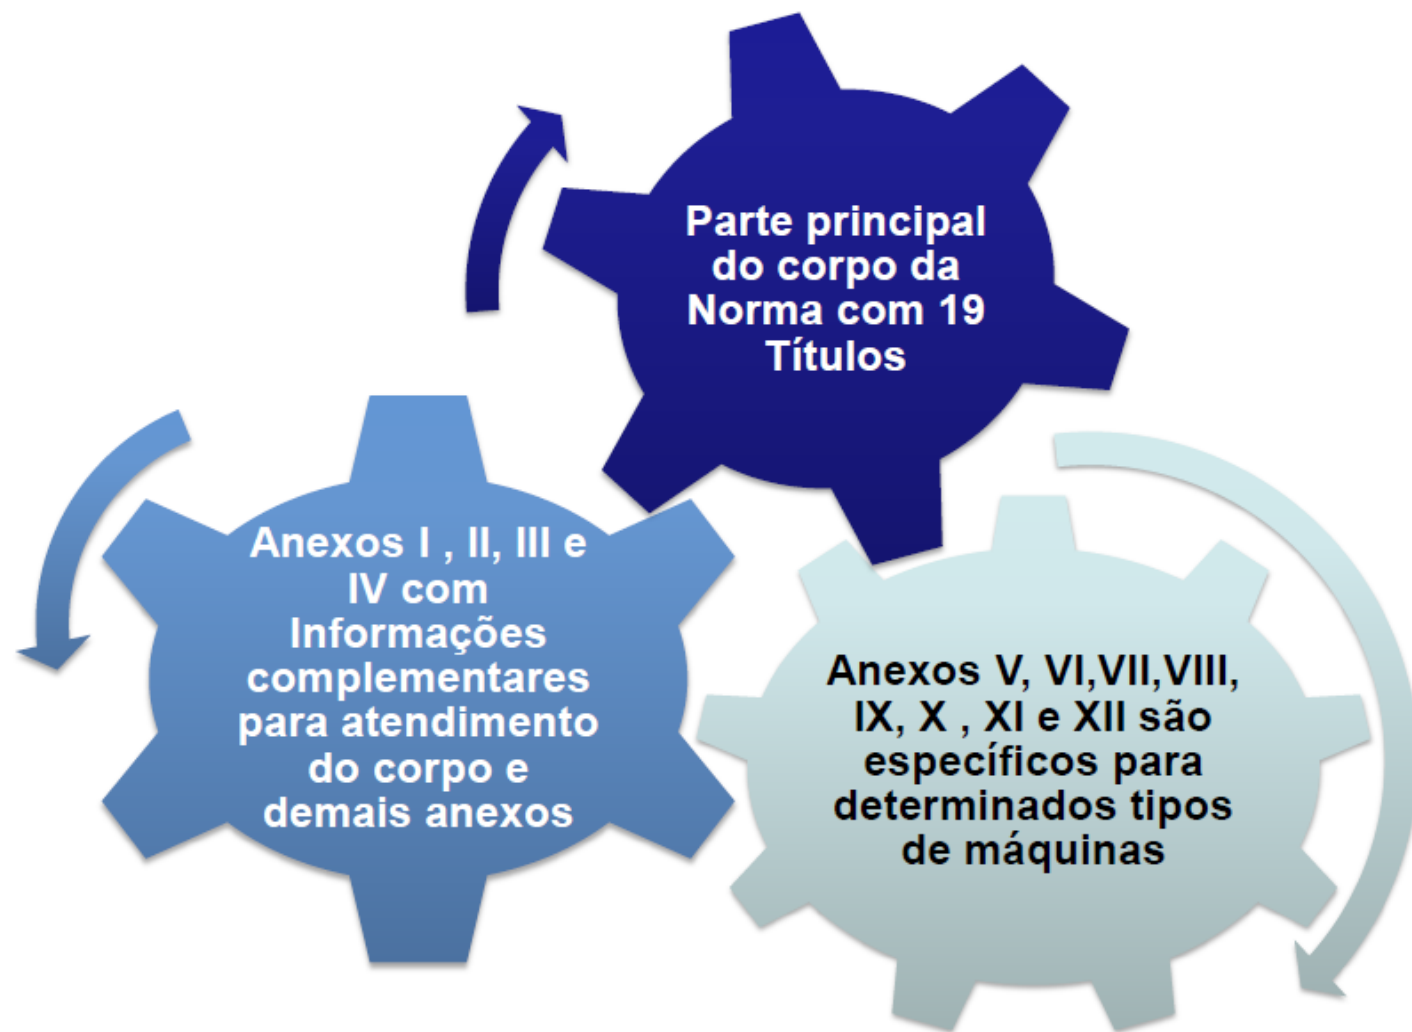 Parte principal
do corpo da
Norma com 19
Títulos
Anexos I , II, III e
IV com
Informações
complementares
para atendimento
do corpo e
demais anexos
Anexos V, VI,VII,VIII,
IX, X , XI e XII são
específicos para
determinados tipos
de máquinas